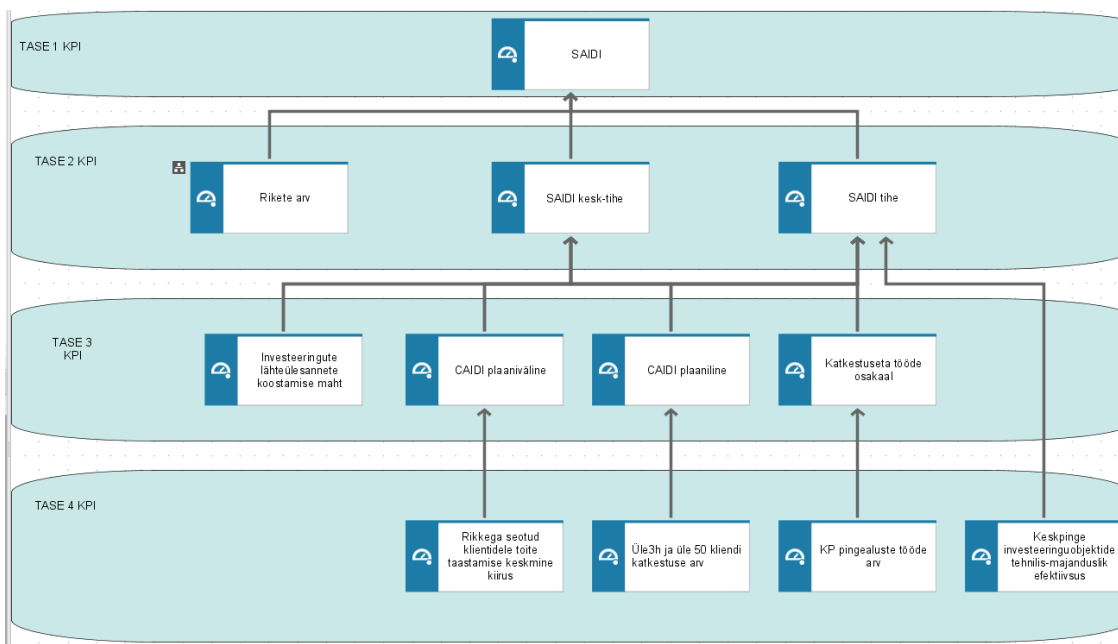 TASE 1 KPI
SAIDI
TASE 2 KPI
Rikete arv
SAIDI kesk-tihe
SAIDI tihe
TASE 3
KPI
Investeeringute
lähteülesannete
koostamise maht
CAIDI plaaniväline
CAIDI plaaniline
Katkestuseta tööde
osakaal
TASE 4 KPI
Rikkega seotud
klientidele toite
taastamise keskmine
kiirus
Üle3h ja üle 50 kliendi
katkestuse arv
KP pingealuste tööde
arv
Keskpinge
investeeringuobjektide
tehnilis-majanduslik
efektiivsus